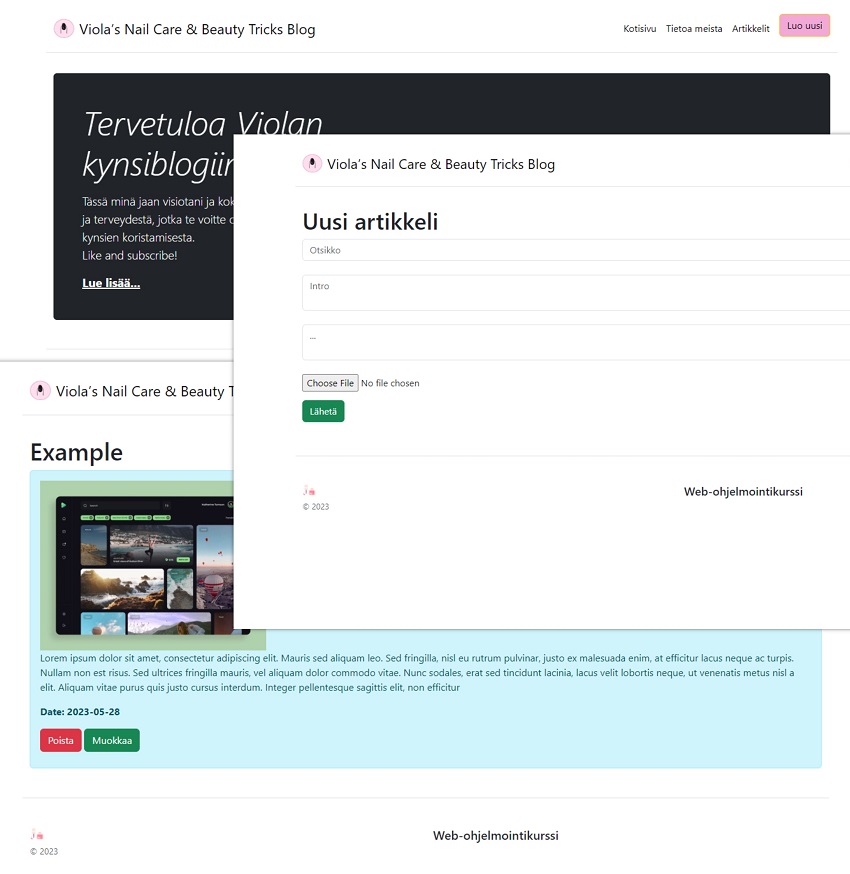 Viola's Nail Care & Beauty Tricks Blog
Kotisivu Tietoa meista Artikkelit Luo uusi
Tervetuloa Violan
kynsiblogiin
Tässä minä jaan visiotani ja kok
ja terveydestä, jotka te voitte
kynsien koristamisesta.
Like and subscribe!
Lue lisää...
Viola's Nail Care & Beauty Tricks Blog
Uusi artikkeli
Otsikko
Intro
...
Choose File No file chosen
Lähetä
Web-ohjelmointikurssi
© 2023
Viola's Nail Care & Beauty T
Example
Lorem ipsum dolor sit amet, consectetur adipiscing elit. Mauris sed aliquam leo. Sed fringilla, nisl eu rutrum pulvinar, justo ex malesuada enim, at efficitur lacus neque ac turpis.
Nullam non est risus. Sed ultrices fringilla mauris, vel aliquam dolor commodo vitae. Nunc sodales, erat sed tincidunt lacinia, lacus velit lobortis neque, ut venenatis metus nisl a
elit. Aliquam vitae purus quis justo cursus interdum. Integer pellentesque sagittis elit, non efficitur
Date: 2023-05-28
Poista Muokkaa
Web-ohjelmointikurssi
© 2023